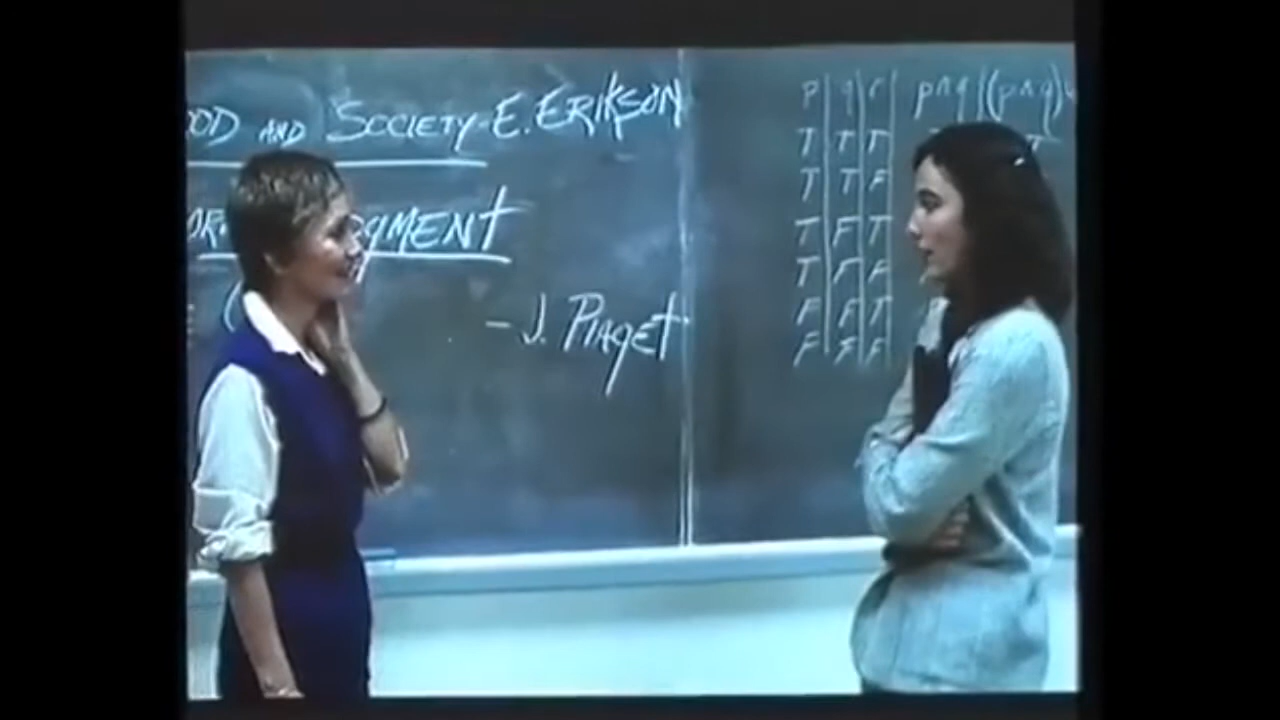 OOD AND SOCIETY-E. ERIKSON
GMENT
- J. PIAGET
p q r p∧q (p∧q)
T T T T
T T F
T F T
T F F
F F T
F F F